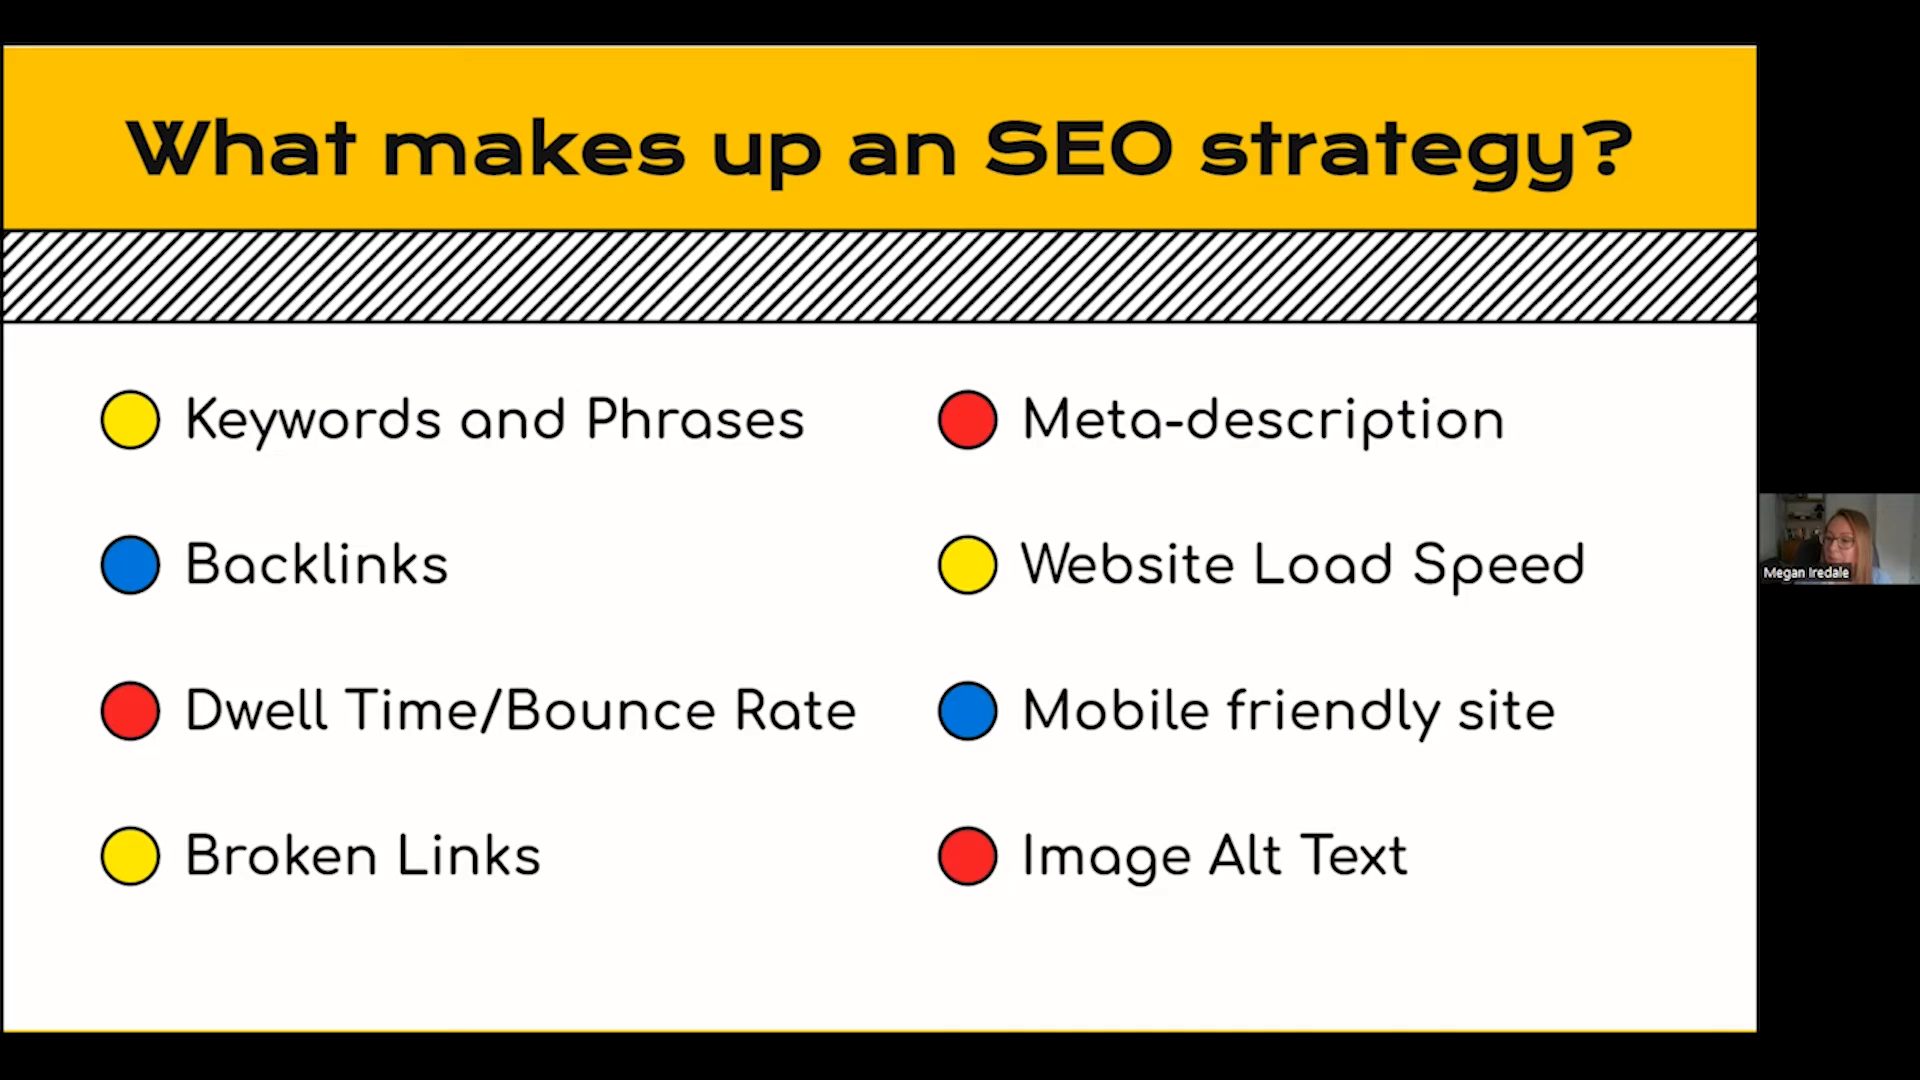 What makes up an SEO strategy?
Keywords and Phrases
Backlinks
Dwell Time/Bounce Rate
Broken Links
Meta-description
Website Load Speed
Mobile friendly site
Image Alt Text
Megan Iredale